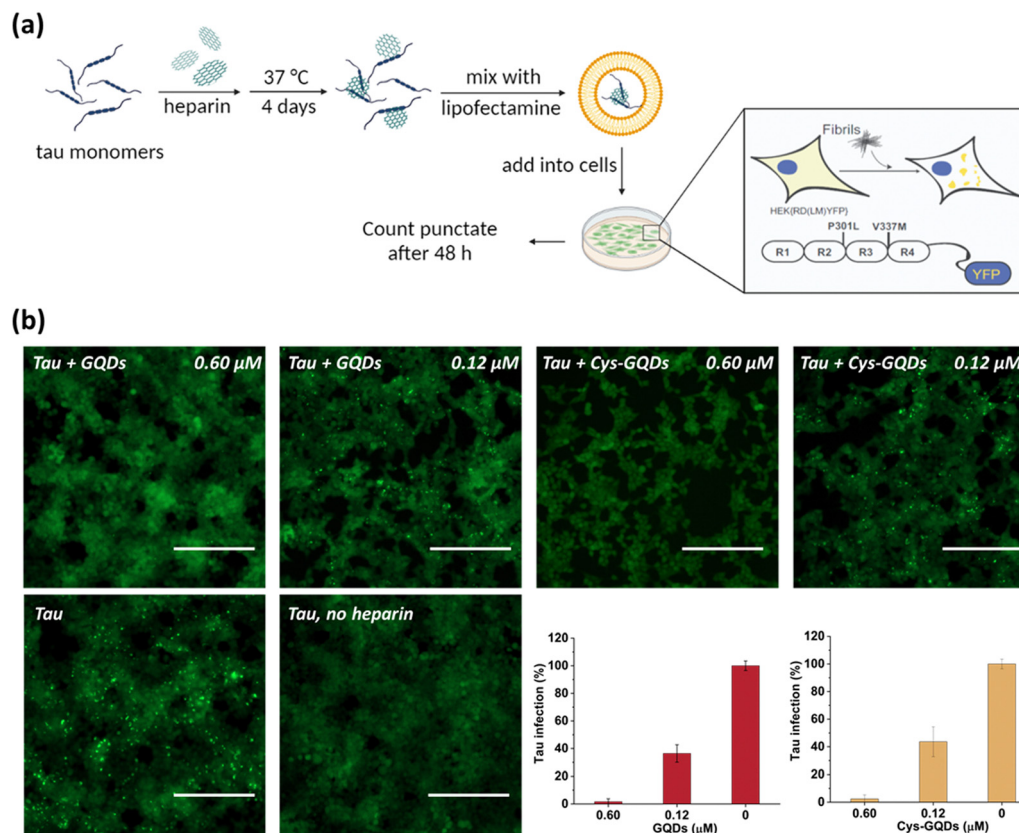 (a)
tau monomers
heparin
37 °C
4 days
mix with
lipofectamine
add into cells
Count punctate
after 48 h
Fibrils
HEK{RD(LM)YFP}
P301L V337M
R1 R2 R3 R4
YFP
(b)
Tau + GQDs 0.60 μM
Tau + GQDs 0.12 μM
Tau + Cys-GQDs 0.60 μM
Tau + Cys-GQDs 0.12 μM
Tau
Tau, no heparin
Tau infection (%)
120
100
80
60
40
20
0
0.60 0.12 0
GQDs (μM)
Tau infection (%)
120
100
80
60
40
20
0
0.60 0.12 0
Cys-GQDs (μM)